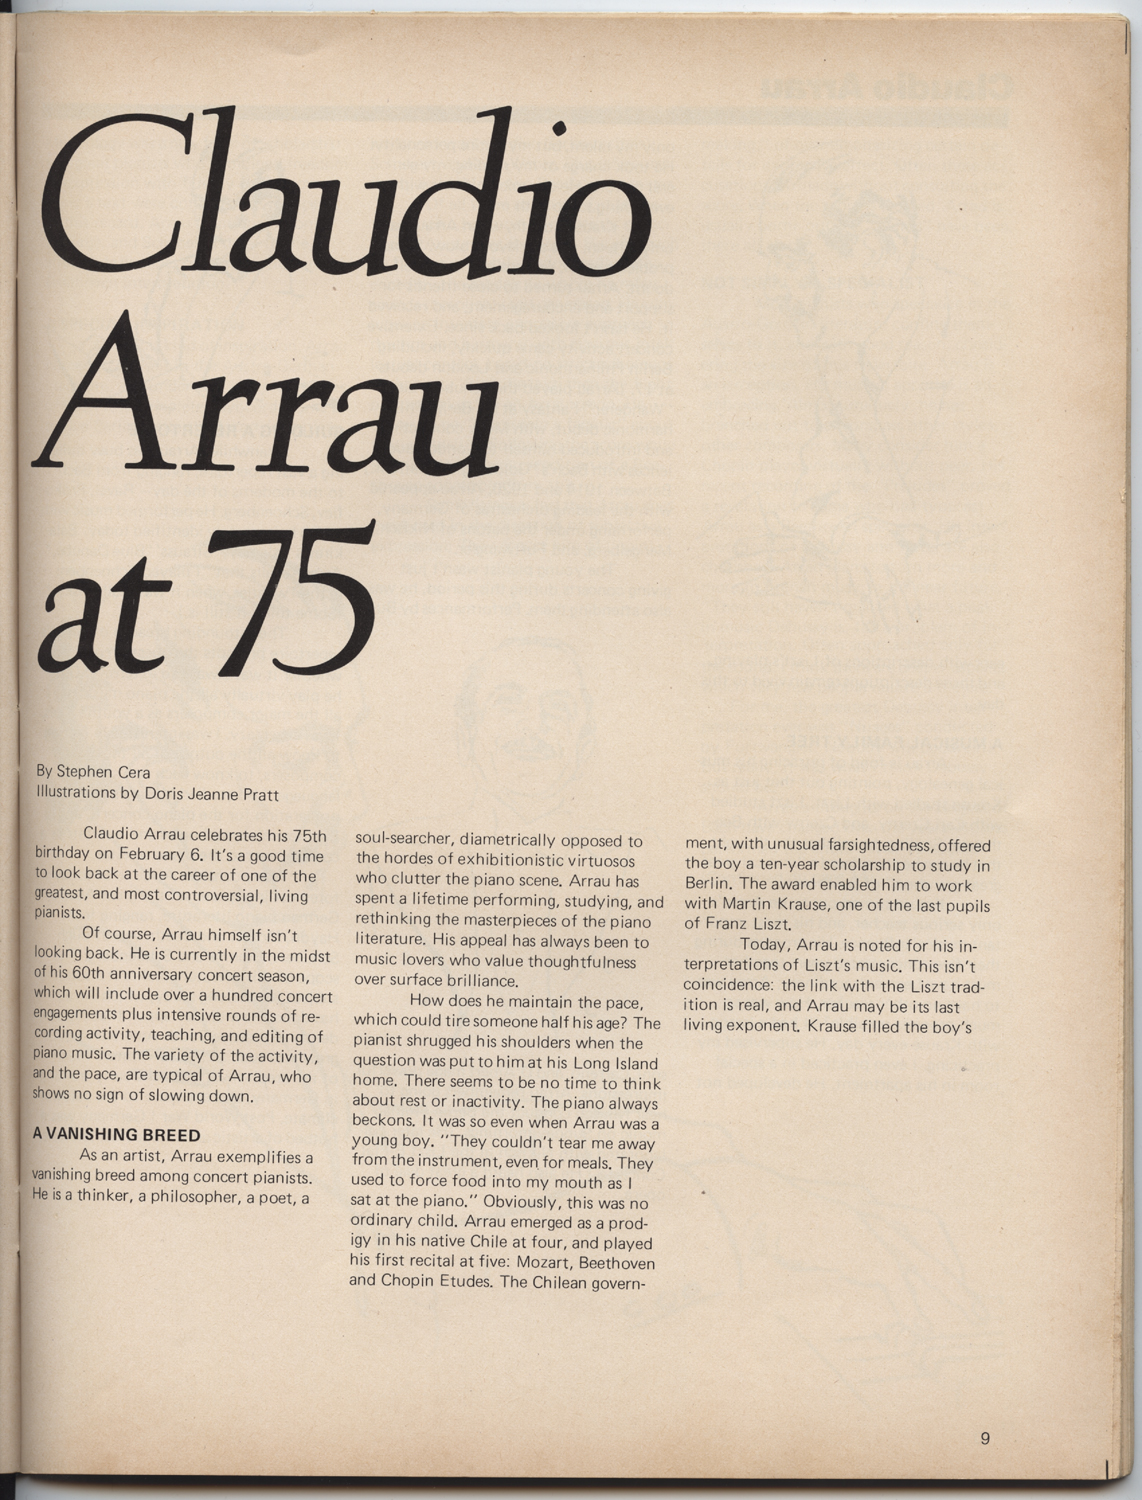 Claudio
Arrau
at 75
By Stephen Cera
Illustrations by Doris Jeanne Pratt
Claudio Arrau celebrates his 75th
birthday on February 6. It's a good time
to look back at the career of one of the
greatest, and most controversial, living
pianists.
Of course, Arrau himself isn't
looking back. He is currently in the midst
of his 60th anniversary concert season,
which will include over a hundred concert
engagements plus intensive rounds of re-
cording activity, teaching, and editing of
piano music. The variety of the activity,
and the pace, are typical of Arrau, who
shows no sign of slowing down.
A VANISHING BREED
As an artist, Arrau exemplifies a
vanishing breed among concert pianists.
He is a thinker, a philosopher, a poet, a
soul-searcher, diametrically opposed to
the hordes of exhibitionistic virtuosos
who clutter the piano scene. Arrau has
spent a lifetime performing, studying, and
rethinking the masterpieces of the piano
literature. His appeal has always been to
music lovers who value thoughtfulness
over surface brilliance.
How does he maintain the pace,
which could tire someone half his age? The
pianist shrugged his shoulders when the
question was put to him at his Long Island
home. There seems to be no time to think
about rest or inactivity. The piano always
beckons. It was so even when Arrau was a
young boy. "They couldn't tear me away
from the instrument, even for meals. They
used to force food into my mouth as I
sat at the piano." Obviously, this was no
ordinary child. Arrau emerged as a prod-
igy in his native Chile at four, and played
his first recital at five: Mozart, Beethoven
and Chopin Etudes. The Chilean govern-
ment, with unusual farsightedness, offered
the boy a ten-year scholarship to study in
Berlin. The award enabled him to work
with Martin Krause, one of the last pupils
of Franz Liszt.
Today, Arrau is noted for his in-
terpretations of Liszt's music. This isn't
coincidence: the link with the Liszt trad-
ition is real, and Arrau may be its last
living exponent. Krause filled the boy's
9